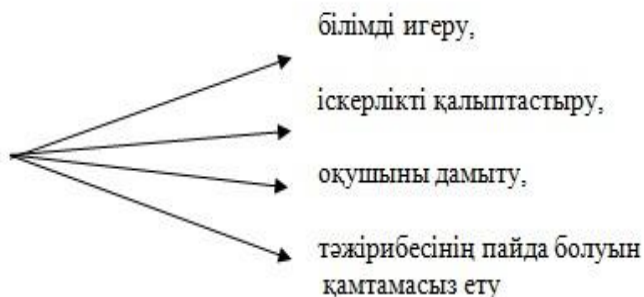 білімді игеру,
іскерлікті қалыптастыру,
оқушыны дамыту,
тәжірибесінің пайда болуын
қамтамасыз ету